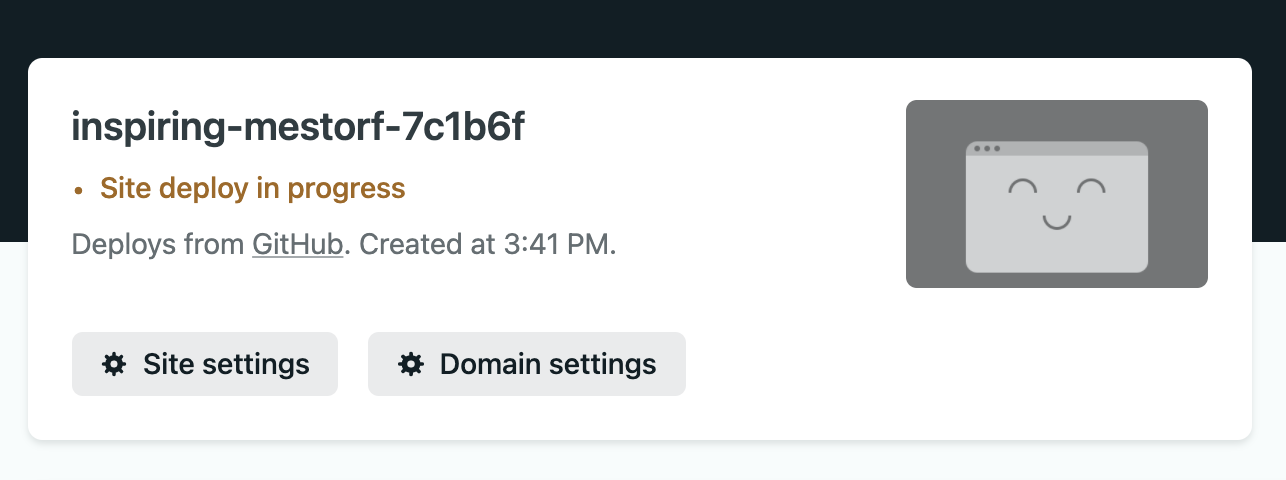 inspiring-mestorf-7c1b6f
• Site deploy in progress
Deploys from GitHub. Created at 3:41 PM.
Site settings
Domain settings